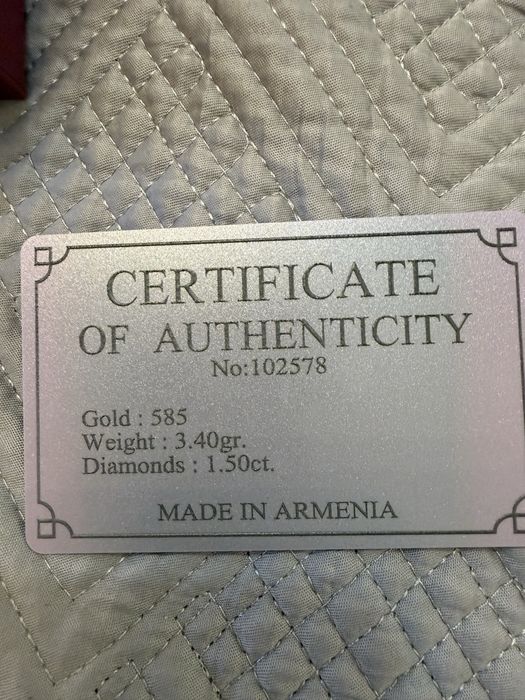 CERTIFICATE
OF AUTHENTICITY
No:102578
Gold : 585
Weight : 3.40gr.
Diamonds : 1.50ct.
MADE IN ARMENIA